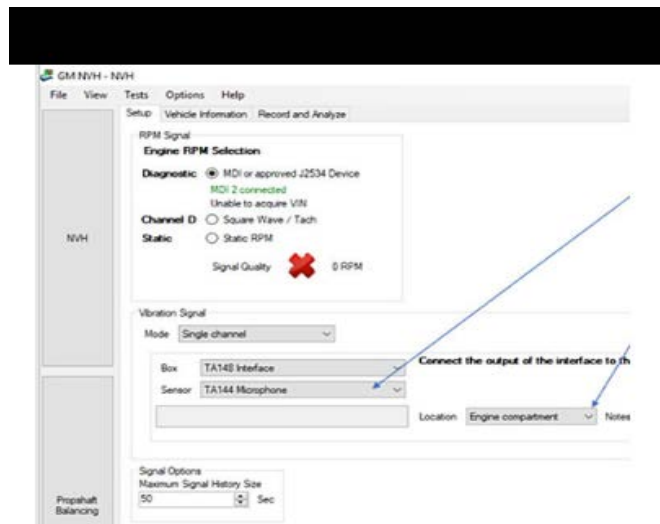 GM NVH - NVH
File View Tests Options Help
Setup Vehicle Information Record and Analyze
RPM Signal
Engine RPM Selection
Diagnostic MDI or approved J2534 Device
MDI 2 connected
Unable to acquire VIN
Channel D Square Wave / Tach
Static Static RPM
Signal Quality 0 RPM
NVH
Vibration Signal
Mode Single channel
Box TA148 Interface
Connect the output of the interface to th
Sensor TA144 Microphone
Location Engine compartment Notes
Signal Options
Maximum Signal History Size
50 Sec
Propshaft
Balancing